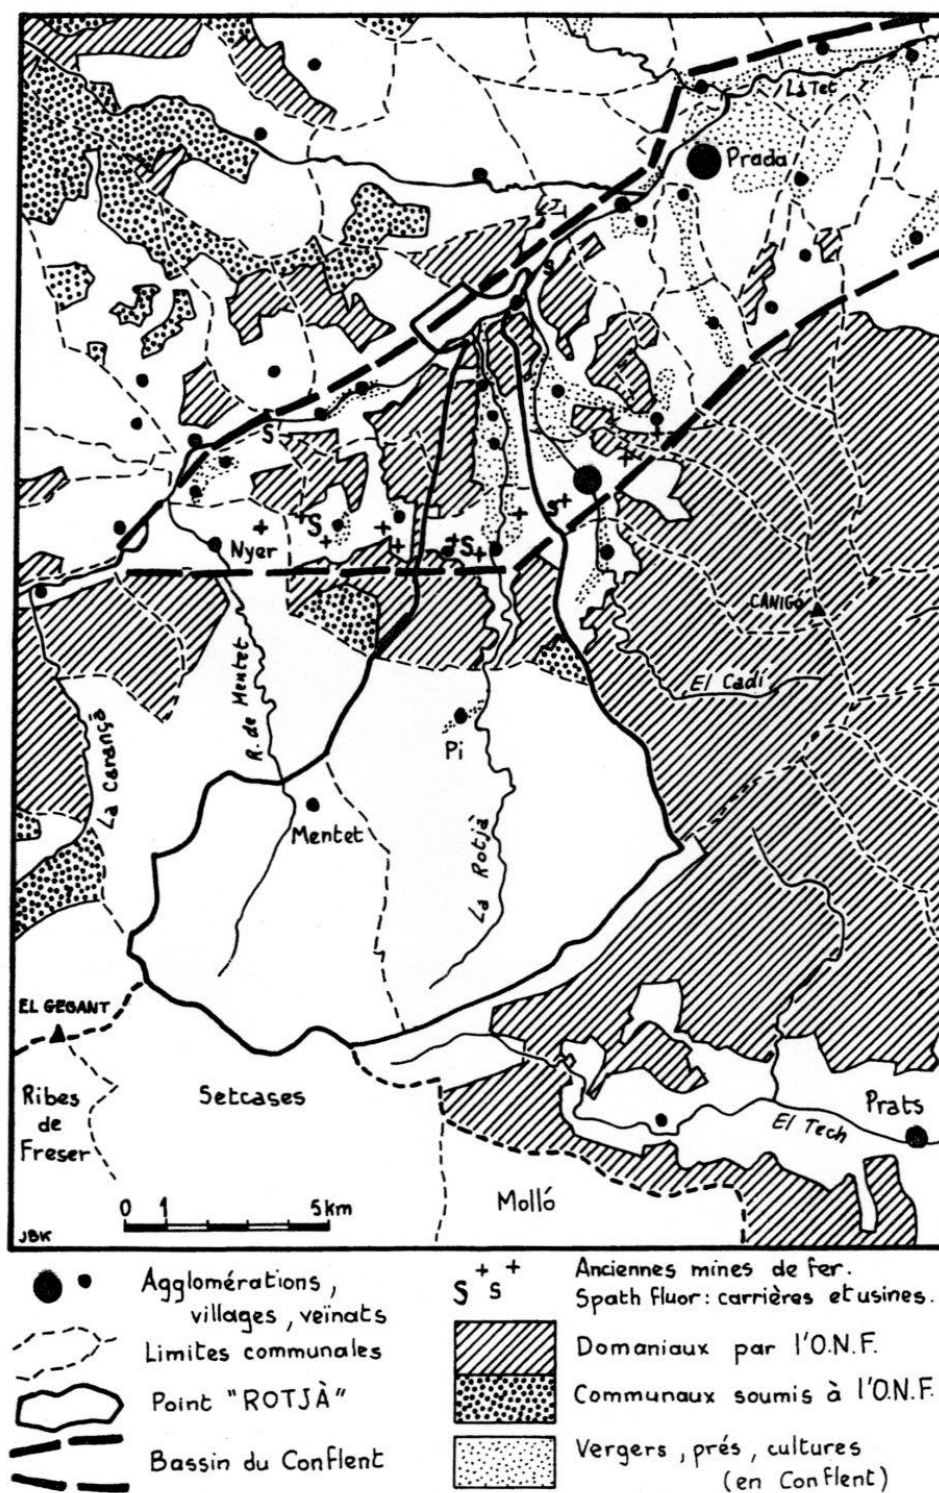 La Tet
Prada
S
S
S
S
S
S
Nyer
CANIGO
El Cadí
R. de Mentet
La Carançà
Pi
Mentet
La Rotjà
EL GEGANT
Ribes
de
Freser
Setcases
Prats
El Tech
Molló
0 1 5km
JBK
Agglomérations,
villages, veïnats
Limites communales
Point "ROTJÀ"
Bassin du Conflent
S s
Anciennes mines de fer.
Spath fluor: carrières et usines.
Domaniaux par l'O.N.F.
Communaux soumis à l'O.N.F.
Vergers, prés, cultures
(en Conflent)